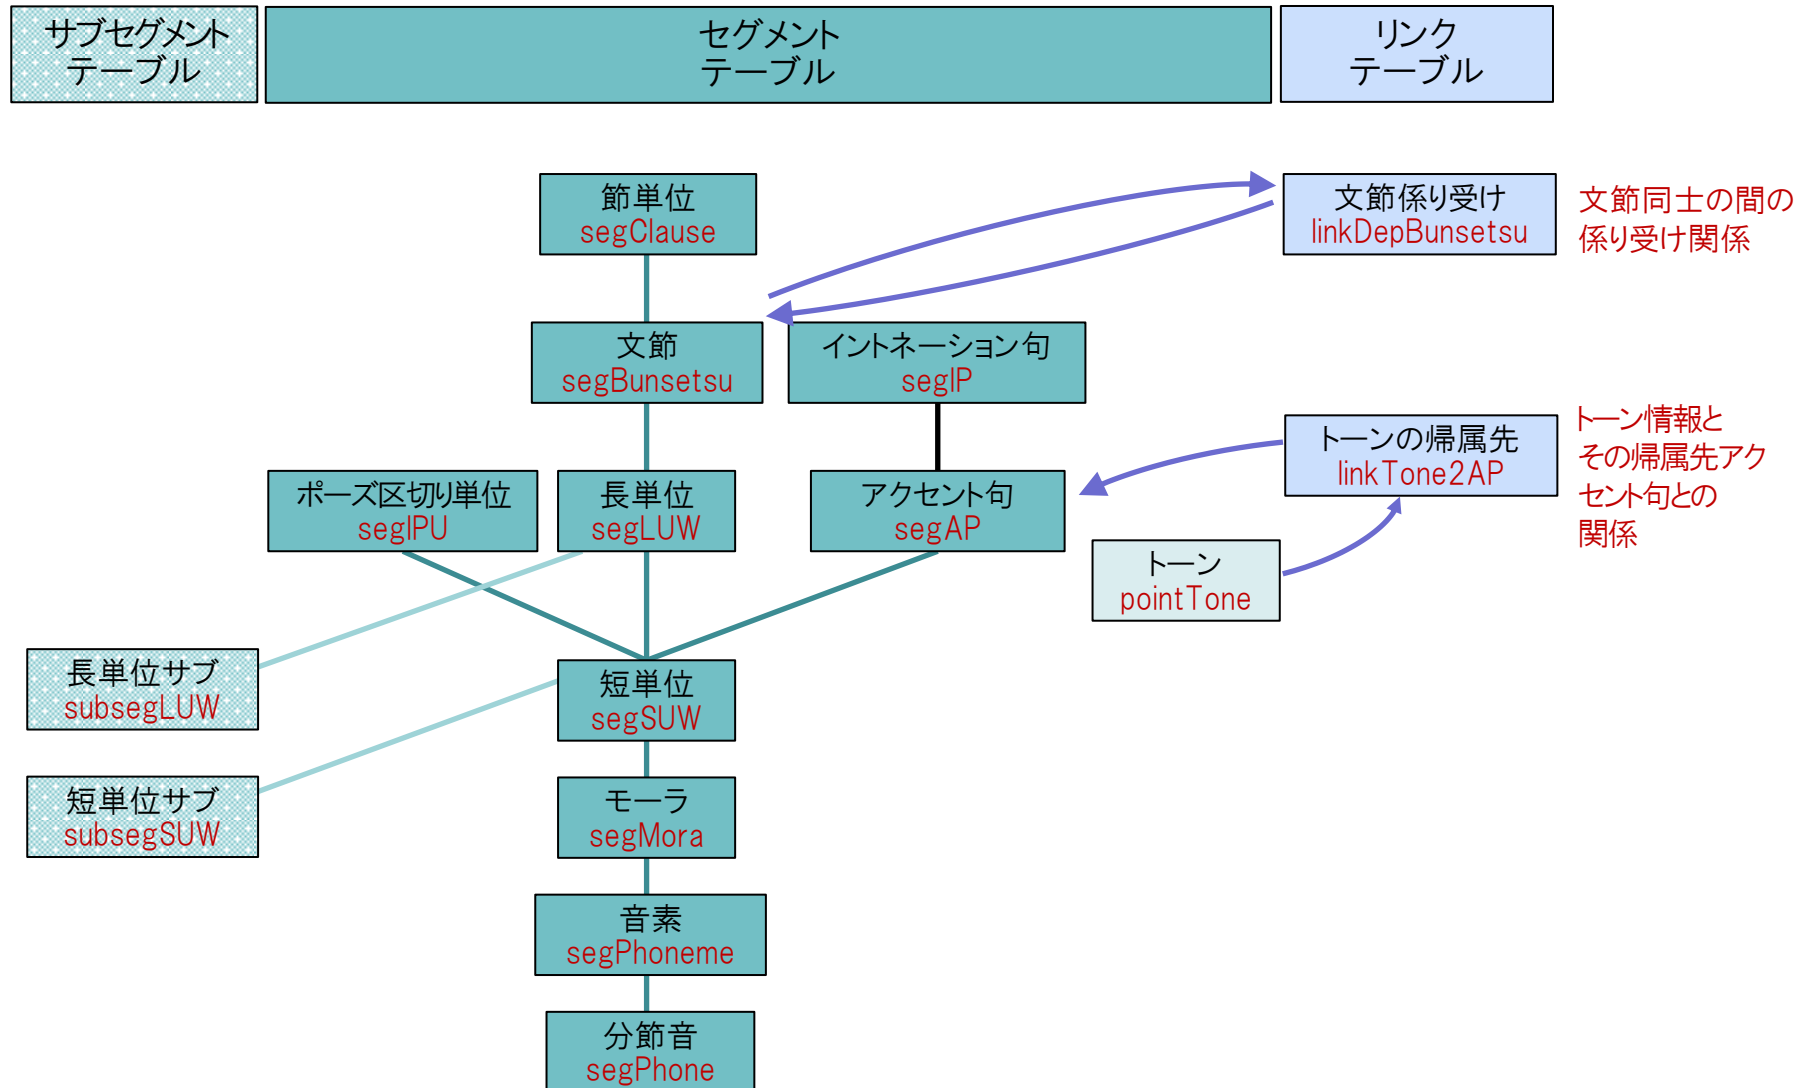 サブセグメント
テーブル
セグメント
テーブル
リンク
テーブル
節単位
segClause
文節係り受け
linkDepBunsetsu
文節同士の間の
係り受け関係
文節
segBunsetsu
イントネーション句
segIP
トーンの帰属先
linkTone2AP
トーン情報と
その帰属先アク
セント句との
関係
ポーズ区切り単位
segIPU
長単位
segLUW
アクセント句
segAP
トーン
pointTone
長単位サブ
subsegLUW
短単位
segSUW
短単位サブ
subsegSUW
モーラ
segMora
音素
segPhoneme
分節音
segPhone